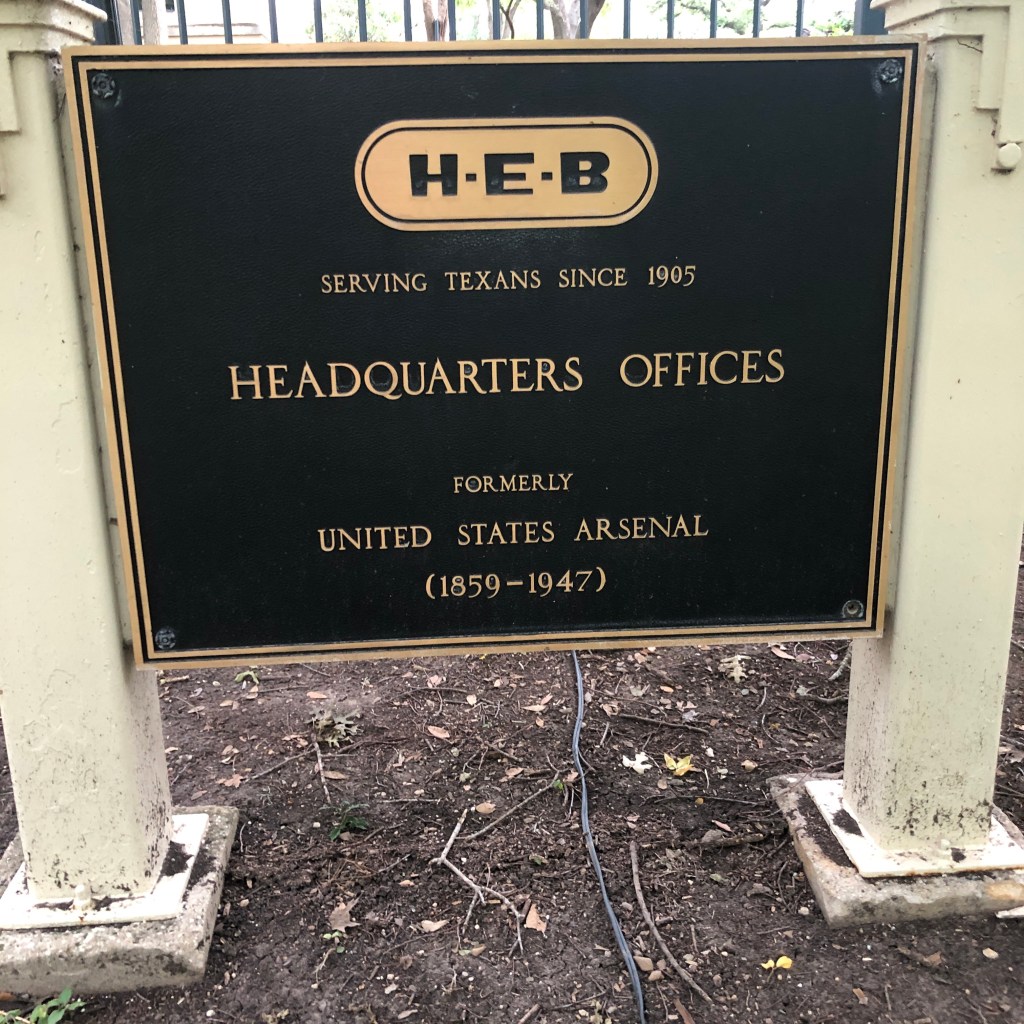 H-E-B
SERVING TEXANS SINCE 1905
HEADQUARTERS OFFICES
FORMERLY
UNITED STATES ARSENAL
(1859-1947)